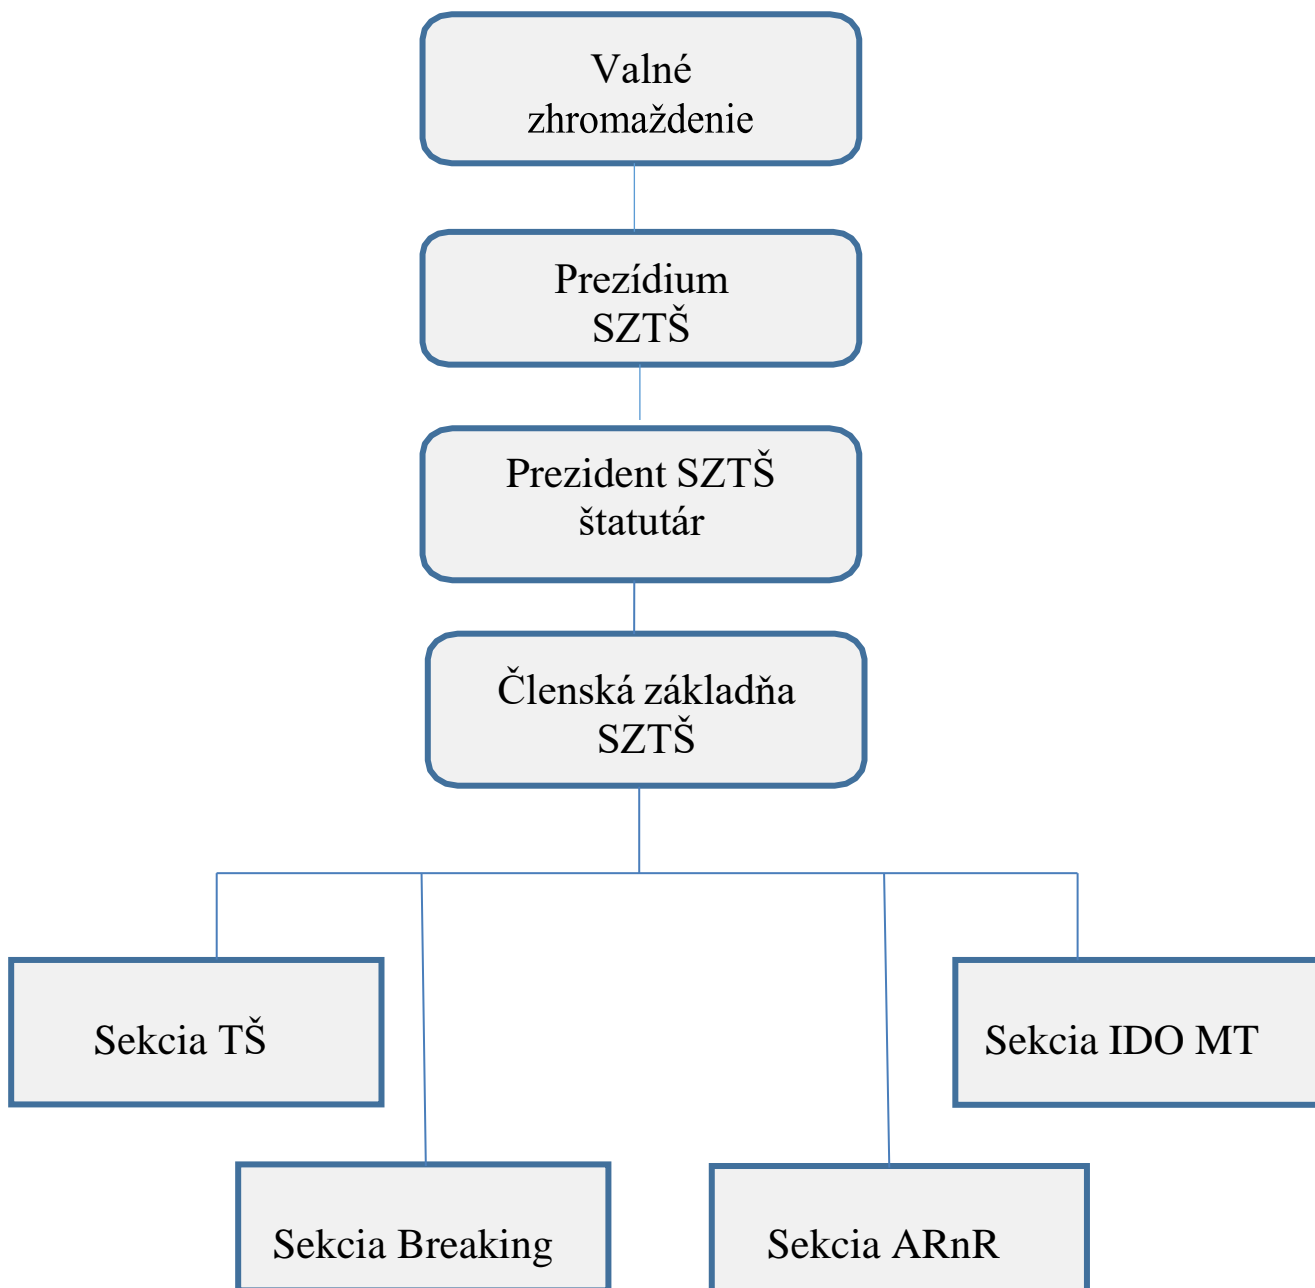 Valné
zhromaždenie
Prezídium
SZTŠ
Prezident SZTŠ
štatutár
Členská základňa
SZTŠ
Sekcia TŠ
Sekcia IDO MT
Sekcia Breaking
Sekcia ARnR